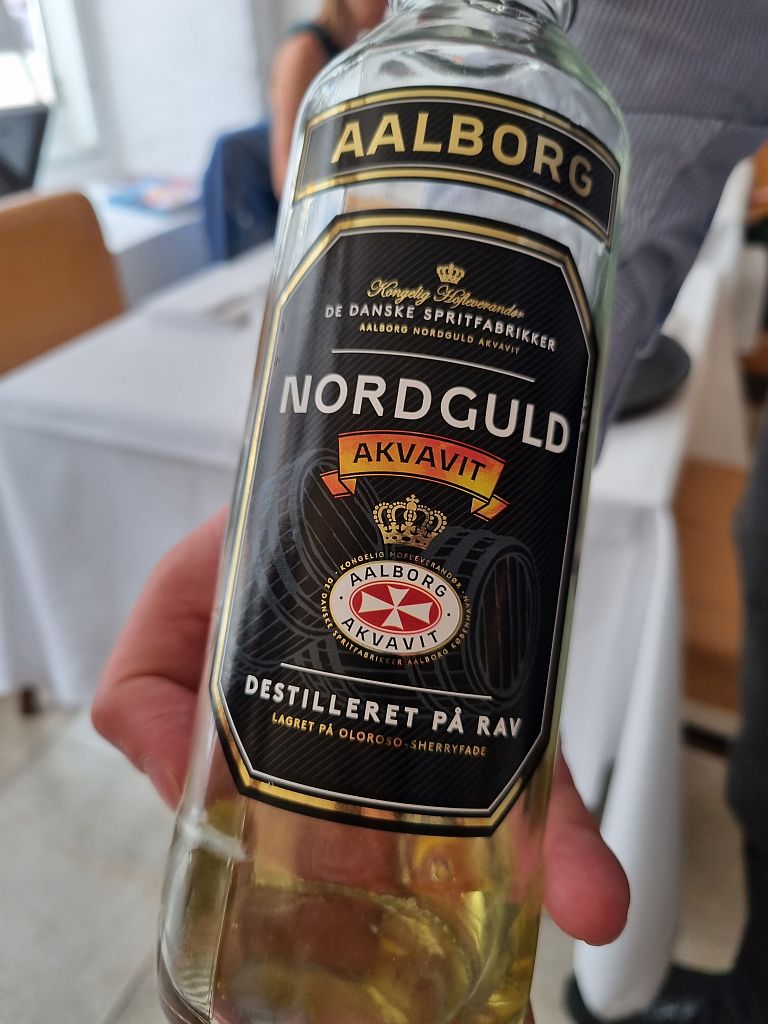 AALBORG
Kongelig Hofleverandør
DE DANSKE SPRITFABRIKKER
AALBORG NORDGULD AKVAVIT
NORDGULD
AKVAVIT
KONGELIG HOFLEVERANDØR
DE DANSKE SPRITFABRIKKER AALBORG KØBENHAVN
AALBORG
AKVAVIT
DESTILLERET PÅ RAV
LAGRET PÅ OLOROSO-SHERRYFADE